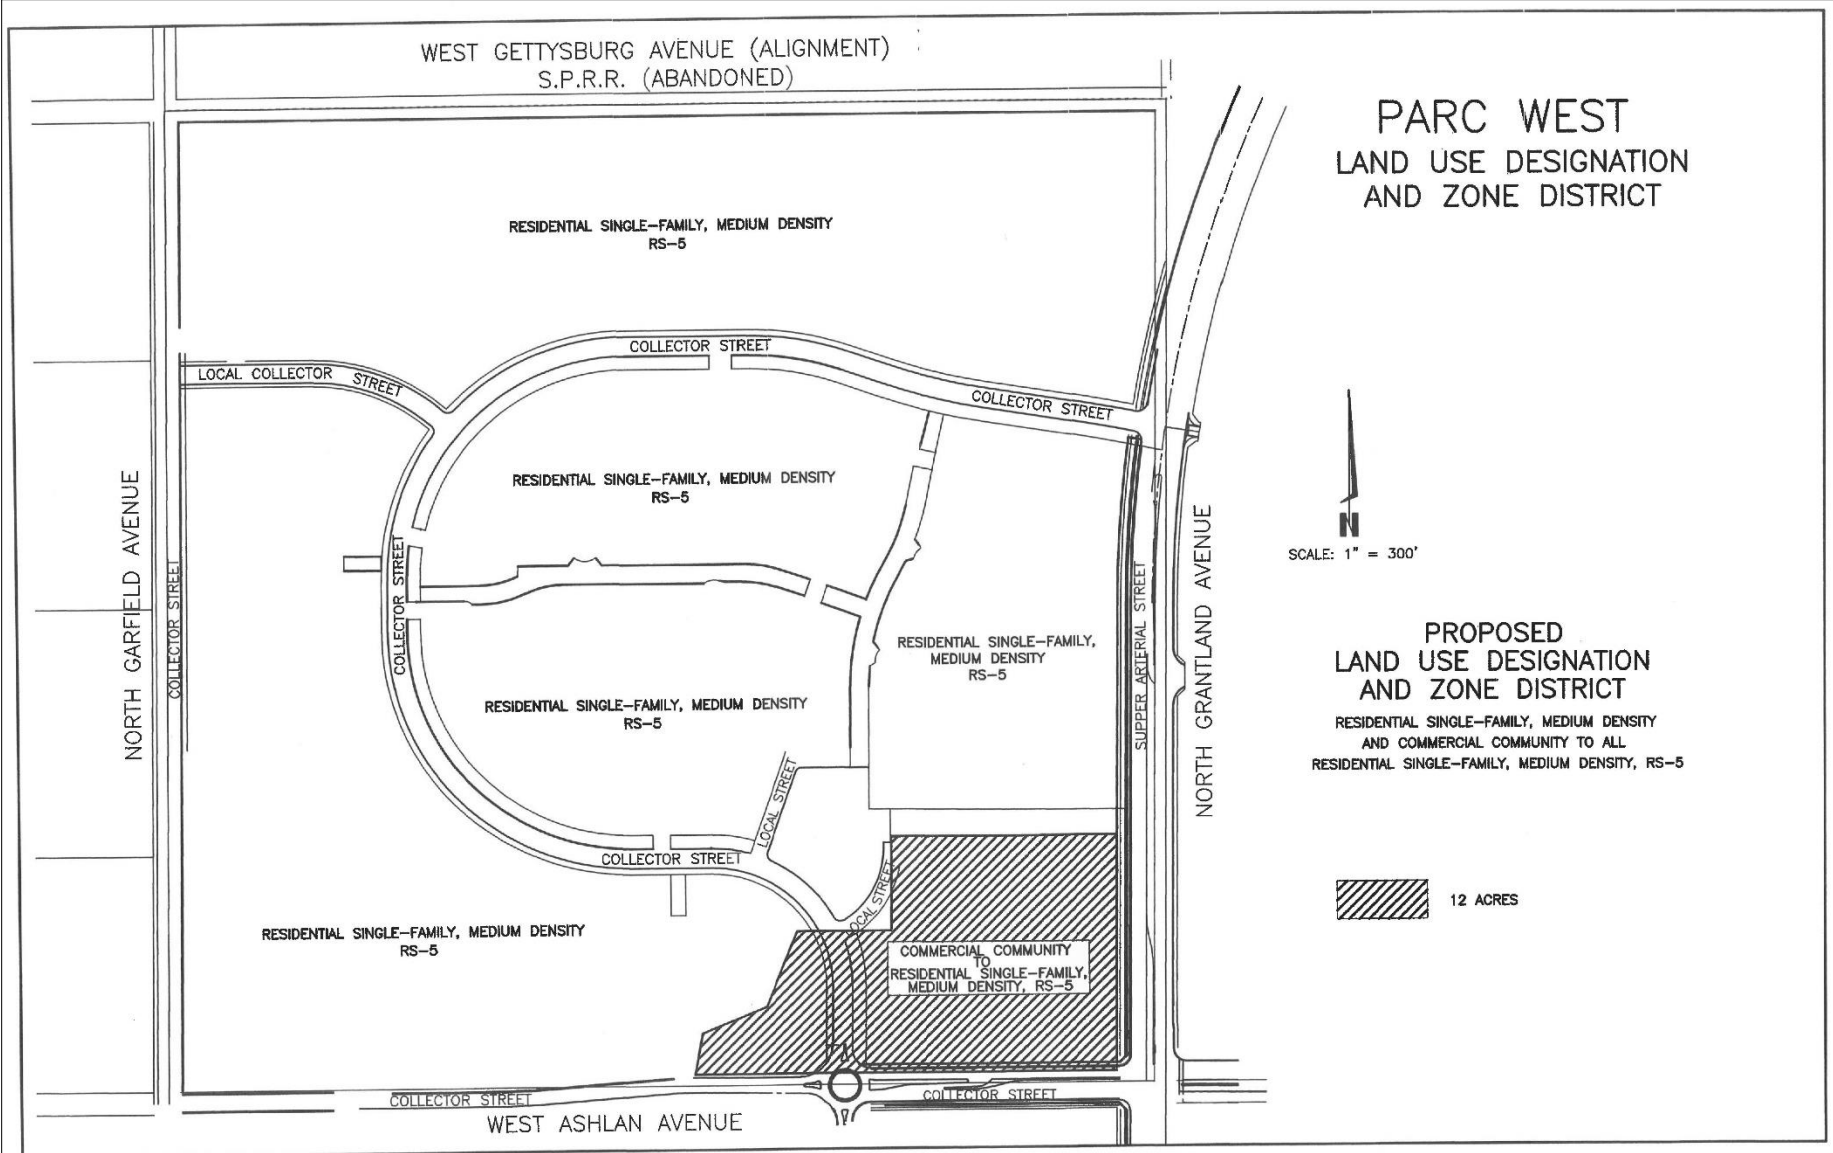 WEST GETTYSBURG AVENUE (ALIGNMENT)
S.P.R.R. (ABANDONED)
PARC WEST
LAND USE DESIGNATION
AND ZONE DISTRICT
RESIDENTIAL SINGLE-FAMILY, MEDIUM DENSITY
RS-5
COLLECTOR STREET
LOCAL COLLECTOR STREET
COLLECTOR STREET
RESIDENTIAL SINGLE-FAMILY, MEDIUM DENSITY
RS-5
NORTH GARFIELD AVENUE
COLLECTOR STREET
COLLECTOR STREET
N
SCALE: 1" = 300'
SUPPER ARTERIAL STREET
NORTH GRANTLAND AVENUE
RESIDENTIAL SINGLE-FAMILY,
MEDIUM DENSITY
RS-5
RESIDENTIAL SINGLE-FAMILY, MEDIUM DENSITY
RS-5
PROPOSED
LAND USE DESIGNATION
AND ZONE DISTRICT
RESIDENTIAL SINGLE-FAMILY, MEDIUM DENSITY
AND COMMERCIAL COMMUNITY TO ALL
RESIDENTIAL SINGLE-FAMILY, MEDIUM DENSITY, RS-5
LOCAL STREET
COLLECTOR STREET
LOCAL STREET
12 ACRES
RESIDENTIAL SINGLE-FAMILY, MEDIUM DENSITY
RS-5
COMMERCIAL COMMUNITY
TO
RESIDENTIAL SINGLE-FAMILY,
MEDIUM DENSITY, RS-5
COLLECTOR STREET
COLLECTOR STREET
WEST ASHLAN AVENUE